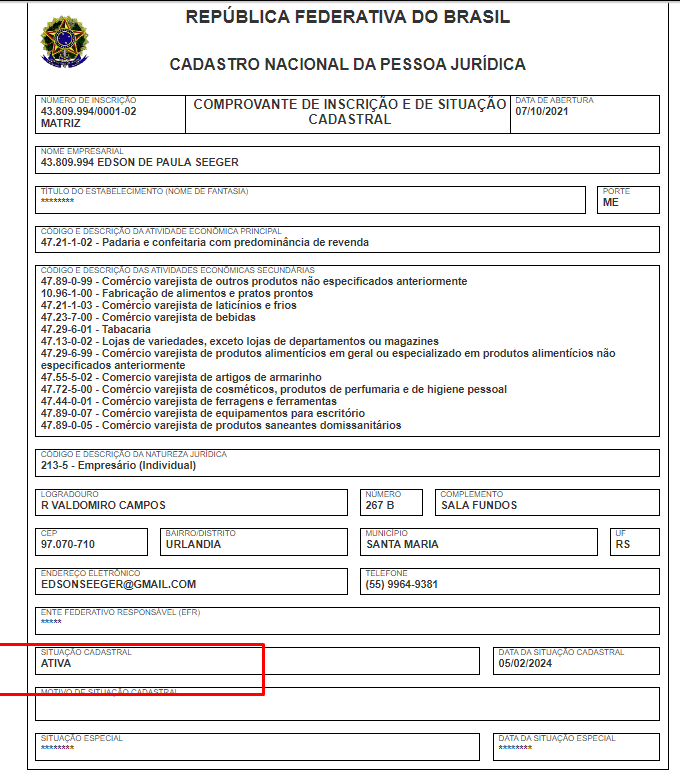 REPÚBLICA FEDERATIVA DO BRASIL
CADASTRO NACIONAL DA PESSOA JURÍDICA
NÚMERO DE INSCRIÇÃO
43.809.994/0001-02
MATRIZ
COMPROVANTE DE INSCRIÇÃO E DE SITUAÇÃO
CADASTRAL
DATA DE ABERTURA
07/10/2021
NOME EMPRESARIAL
43.809.994 EDSON DE PAULA SEEGER
TÍTULO DO ESTABELECIMENTO (NOME DE FANTASIA)
********
PORTE
ME
CÓDIGO E DESCRIÇÃO DA ATIVIDADE ECONÔMICA PRINCIPAL
47.21-1-02 - Padaria e confeitaria com predominância de revenda
CÓDIGO E DESCRIÇÃO DAS ATIVIDADES ECONÔMICAS SECUNDÁRIAS
47.89-0-99 - Comércio varejista de outros produtos não especificados anteriormente
10.96-1-00 - Fabricação de alimentos e pratos prontos
47.21-1-03 - Comércio varejista de laticínios e frios
47.23-7-00 - Comércio varejista de bebidas
47.29-6-01 - Tabacaria
47.13-0-02 - Lojas de variedades, exceto lojas de departamentos ou magazines
47.29-6-99 - Comércio varejista de produtos alimentícios em geral ou especializado em produtos alimentícios não
especificados anteriormente
47.55-5-02 - Comercio varejista de artigos de armarinho
47.72-5-00 - Comércio varejista de cosméticos, produtos de perfumaria e de higiene pessoal
47.44-0-01 - Comércio varejista de ferragens e ferramentas
47.89-0-07 - Comércio varejista de equipamentos para escritório
47.89-0-05 - Comércio varejista de produtos saneantes domissanitários
CÓDIGO E DESCRIÇÃO DA NATUREZA JURÍDICA
213-5 - Empresário (Individual)
LOGRADOURO
R VALDOMIRO CAMPOS
NÚMERO
267 B
COMPLEMENTO
SALA FUNDOS
CEP
97.070-710
BAIRRO/DISTRITO
URLANDIA
MUNICÍPIO
SANTA MARIA
UF
RS
ENDEREÇO ELETRÔNICO
EDSONSEEGER@GMAIL.COM
TELEFONE
(55) 9964-9381
ENTE FEDERATIVO RESPONSÁVEL (EFR)
*****
SITUAÇÃO CADASTRAL
ATIVA
DATA DA SITUAÇÃO CADASTRAL
05/02/2024
MOTIVO DE SITUAÇÃO CADASTRAL
SITUAÇÃO ESPECIAL
********
DATA DA SITUAÇÃO ESPECIAL
********